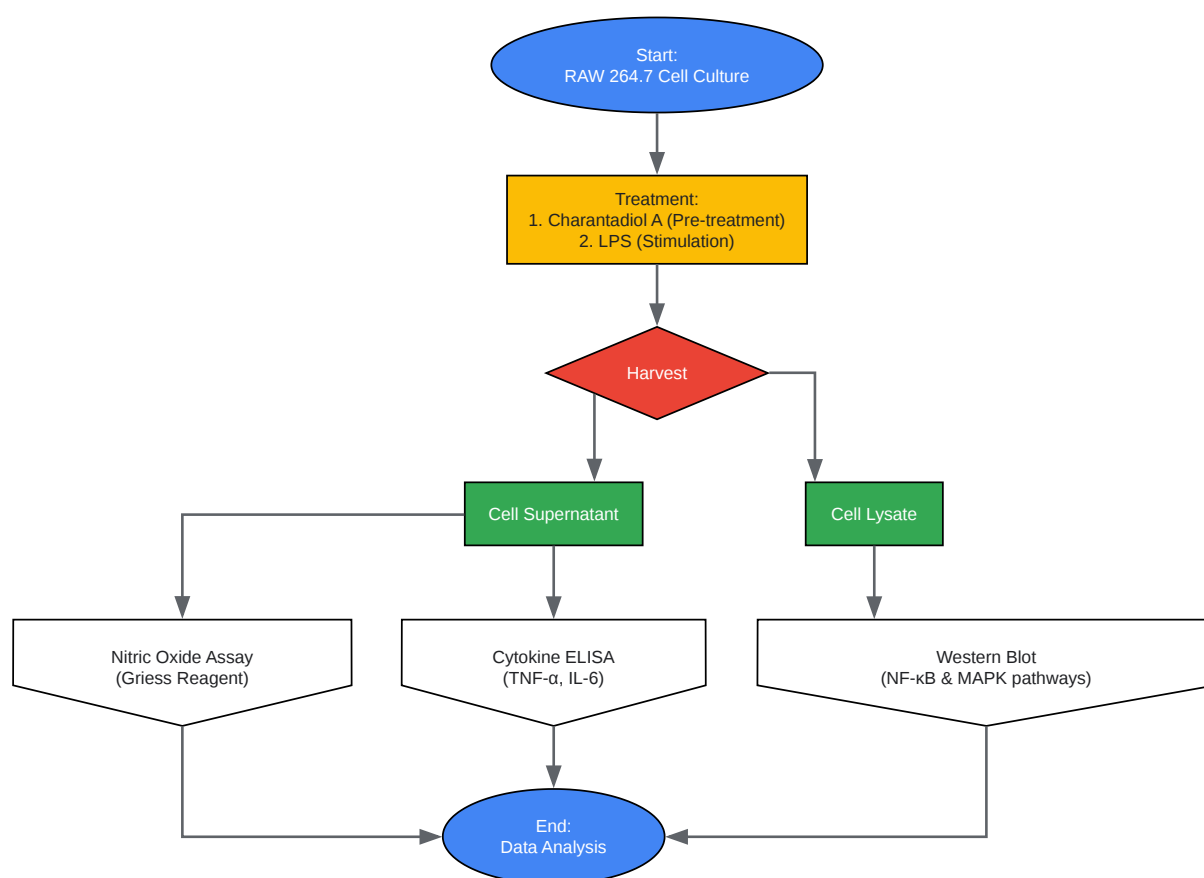 Start:
RAW 264.7 Cell Culture
Treatment:
1. Charantadiol A (Pre-treatment)
2. LPS (Stimulation)
Harvest
Cell Supernatant
Cell Lysate
Nitric Oxide Assay
(Griess Reagent)
Cytokine ELISA
(TNF-α, IL-6)
Western Blot
(NF-κB & MAPK pathways)
End:
Data Analysis